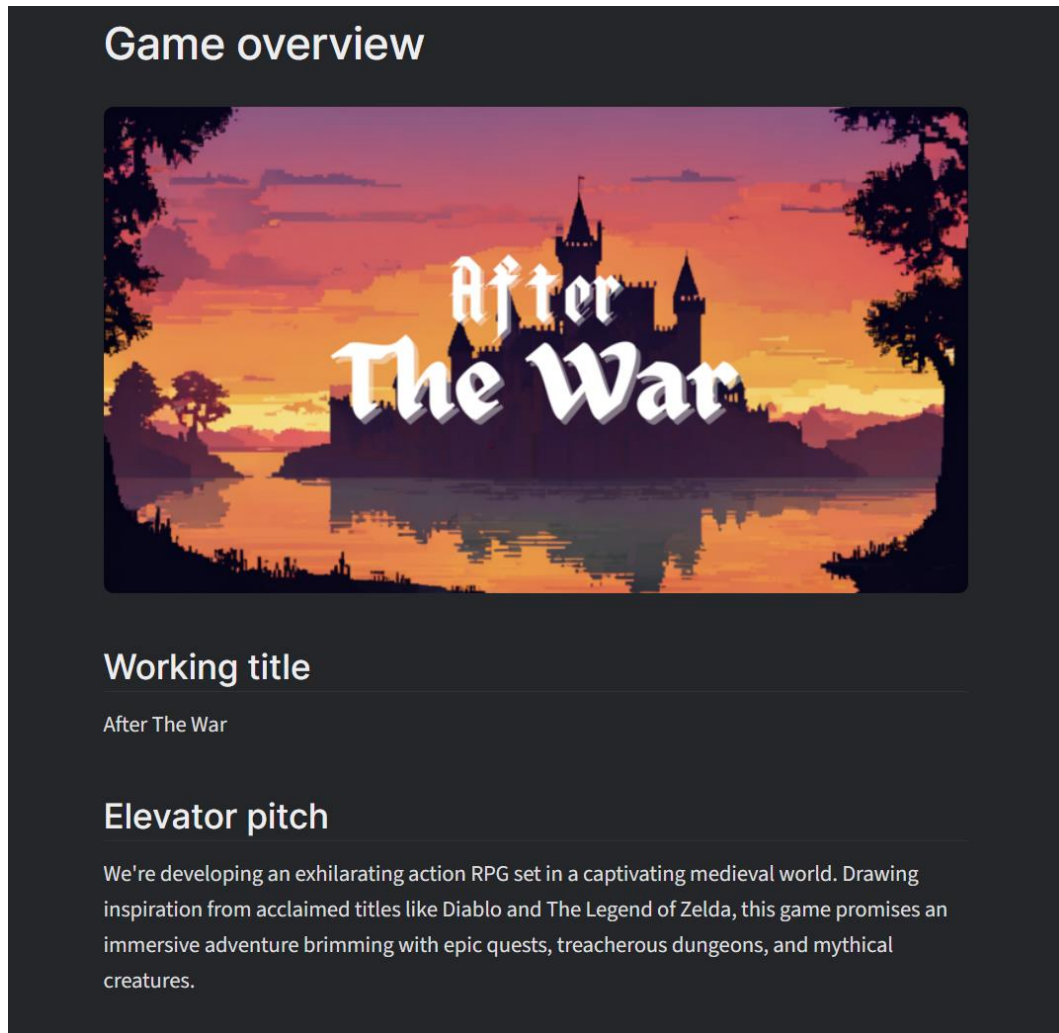 Game overview
After
The War
Working title
After The War
Elevator pitch
We're developing an exhilarating action RPG set in a captivating medieval world. Drawing
inspiration from acclaimed titles like Diablo and The Legend of Zelda, this game promises an
immersive adventure brimming with epic quests, treacherous dungeons, and mythical
creatures.